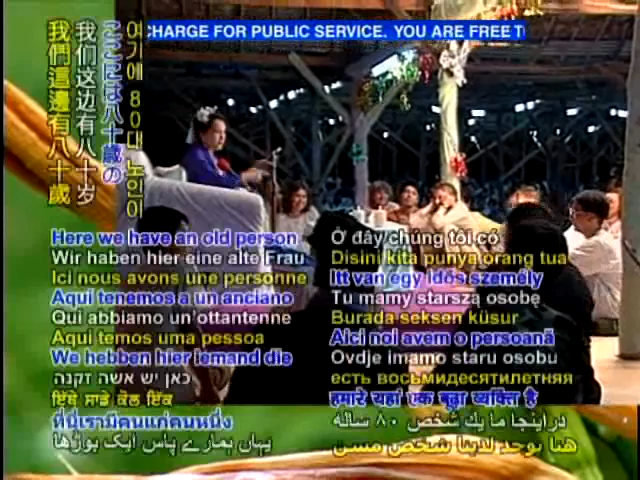 CHARGE FOR PUBLIC SERVICE. YOU ARE FREE T
我們這邊有八十歲
我们这边有八十岁
ここには八十歳の
여기에 80대 노인이
Here we have an old person
Wir haben hier eine alte Frau
Ici nous avons une personne
Aquí tenemos a un anciano
Qui abbiamo un'ottantenne
Aqui temos uma pessoa
We hebben hier iemand die
כאן יש אשה זקנה
ਇੱਥੇ ਸਾਡੇ ਕੋਲ ਇੱਕ
ที่นี่เรามีคนแก่คนหนึ่ง
یہاں ہمارے پاس ایک بوڑھا
Ở đây chúng tôi có
Disini kita punya orang tua
Itt van egy idős személy
Tu mamy starszą osobę
Burada seksen küsur
Aici noi avem o persoană
Ovdje imamo staru osobu
есть восьмидесятилетняя
हमारे यहां एक बूढ़ा व्यक्ति है
دراینجا ما یك شخص ۸۰ ساله
هنا يوجد لدينا شخص مسن